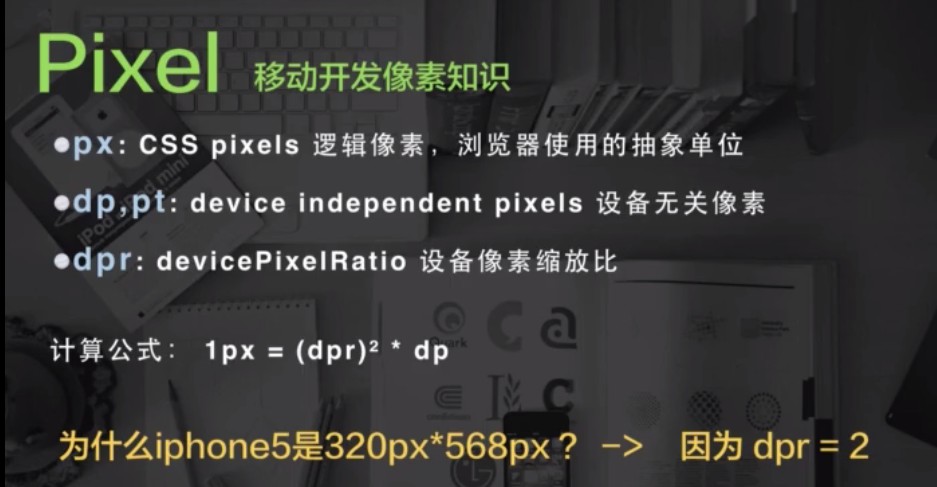 Pixel 移动开发像素知识
●px: CSS pixels 逻辑像素，浏览器使用的抽象单位
●dp,pt: device independent pixels 设备无关像素
●dpr: devicePixelRatio 设备像素缩放比
计算公式： 1px = (dpr)² * dp
为什么iphone5是320px*568px？ —> 因为 dpr = 2